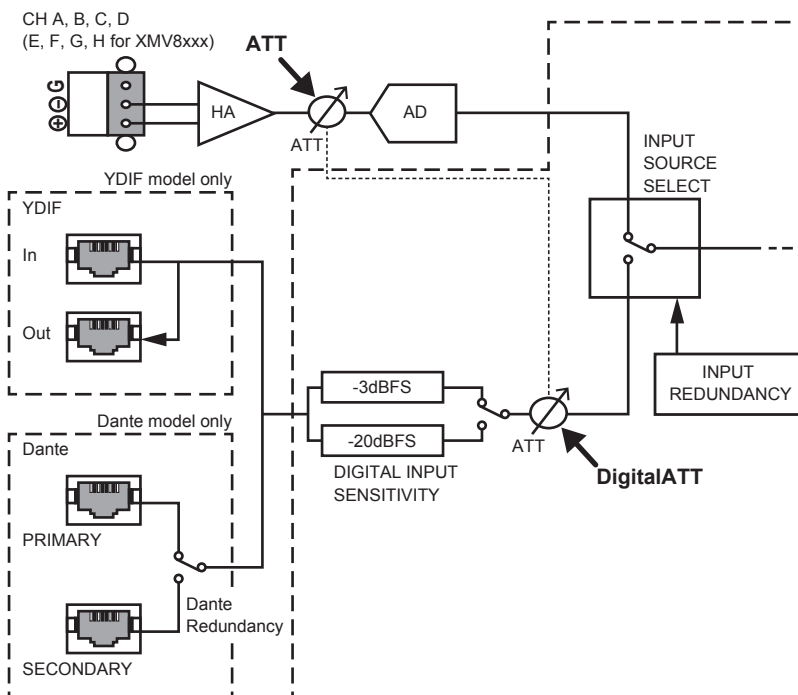 CH A, B, C, D
(E, F, G, H for XMV8xxx)
ATT
G
⊖
⊕
HA
ATT
AD
INPUT
SOURCE
SELECT
YDIF model only
YDIF
In
Out
INPUT
REDUNDANCY
-3dBFS
-20dBFS
ATT
DIGITAL INPUT
SENSITIVITY
DigitalATT
Dante model only
Dante
PRIMARY
Dante
Redundancy
SECONDARY